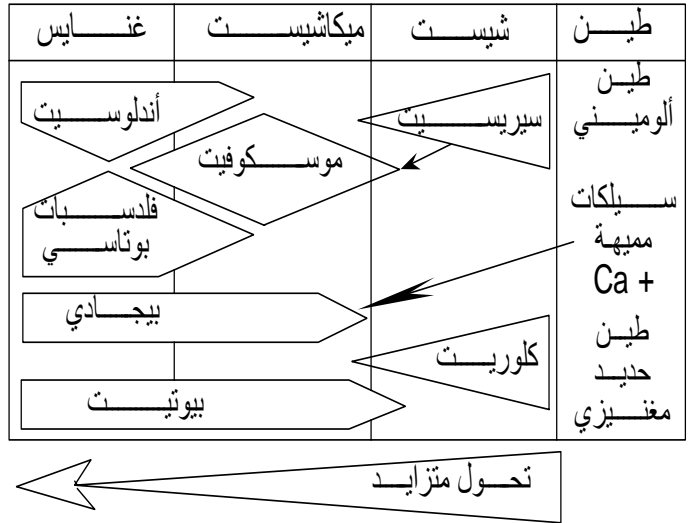 طين شيست ميكاشيست غنايس
طين
ألوميني
سيريسيت
أندلوسيت
موسكوفيت
سيلكات
مميهة
Ca +
فلدسبات
بوتاسي
بيجادي
طين
حديد
مغنيزي
كلوريت
بيوتيت
تحول متزايد